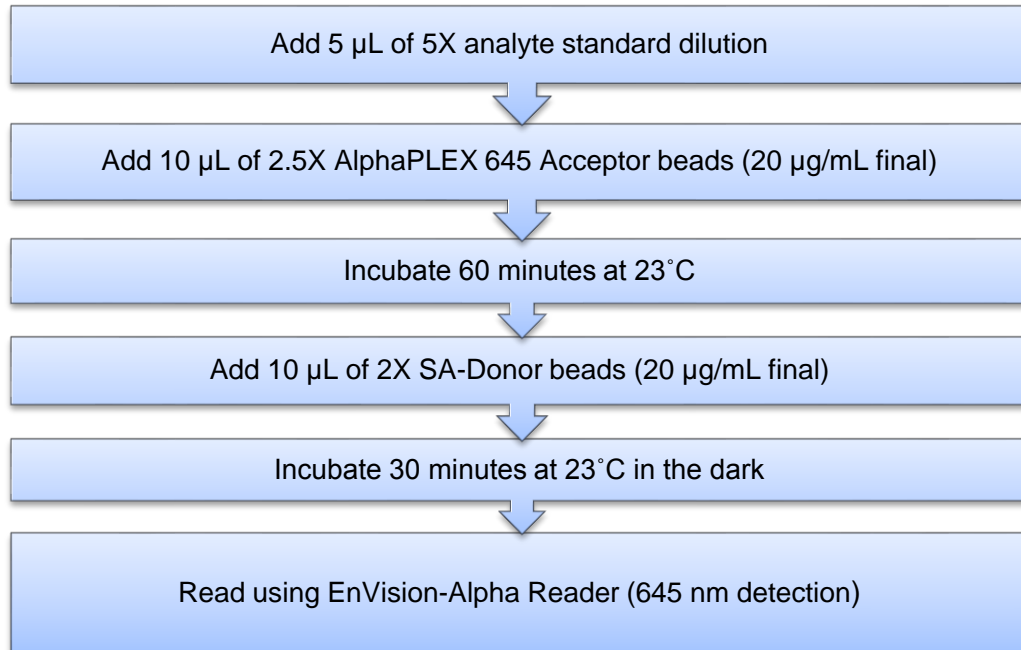 Add 5 µL of 5X analyte standard dilution
Add 10 µL of 2.5X AlphaPLEX 645 Acceptor beads (20 µg/mL final)
Incubate 60 minutes at 23˚C
Add 10 µL of 2X SA-Donor beads (20 µg/mL final)
Incubate 30 minutes at 23˚C in the dark
Read using EnVision-Alpha Reader (645 nm detection)